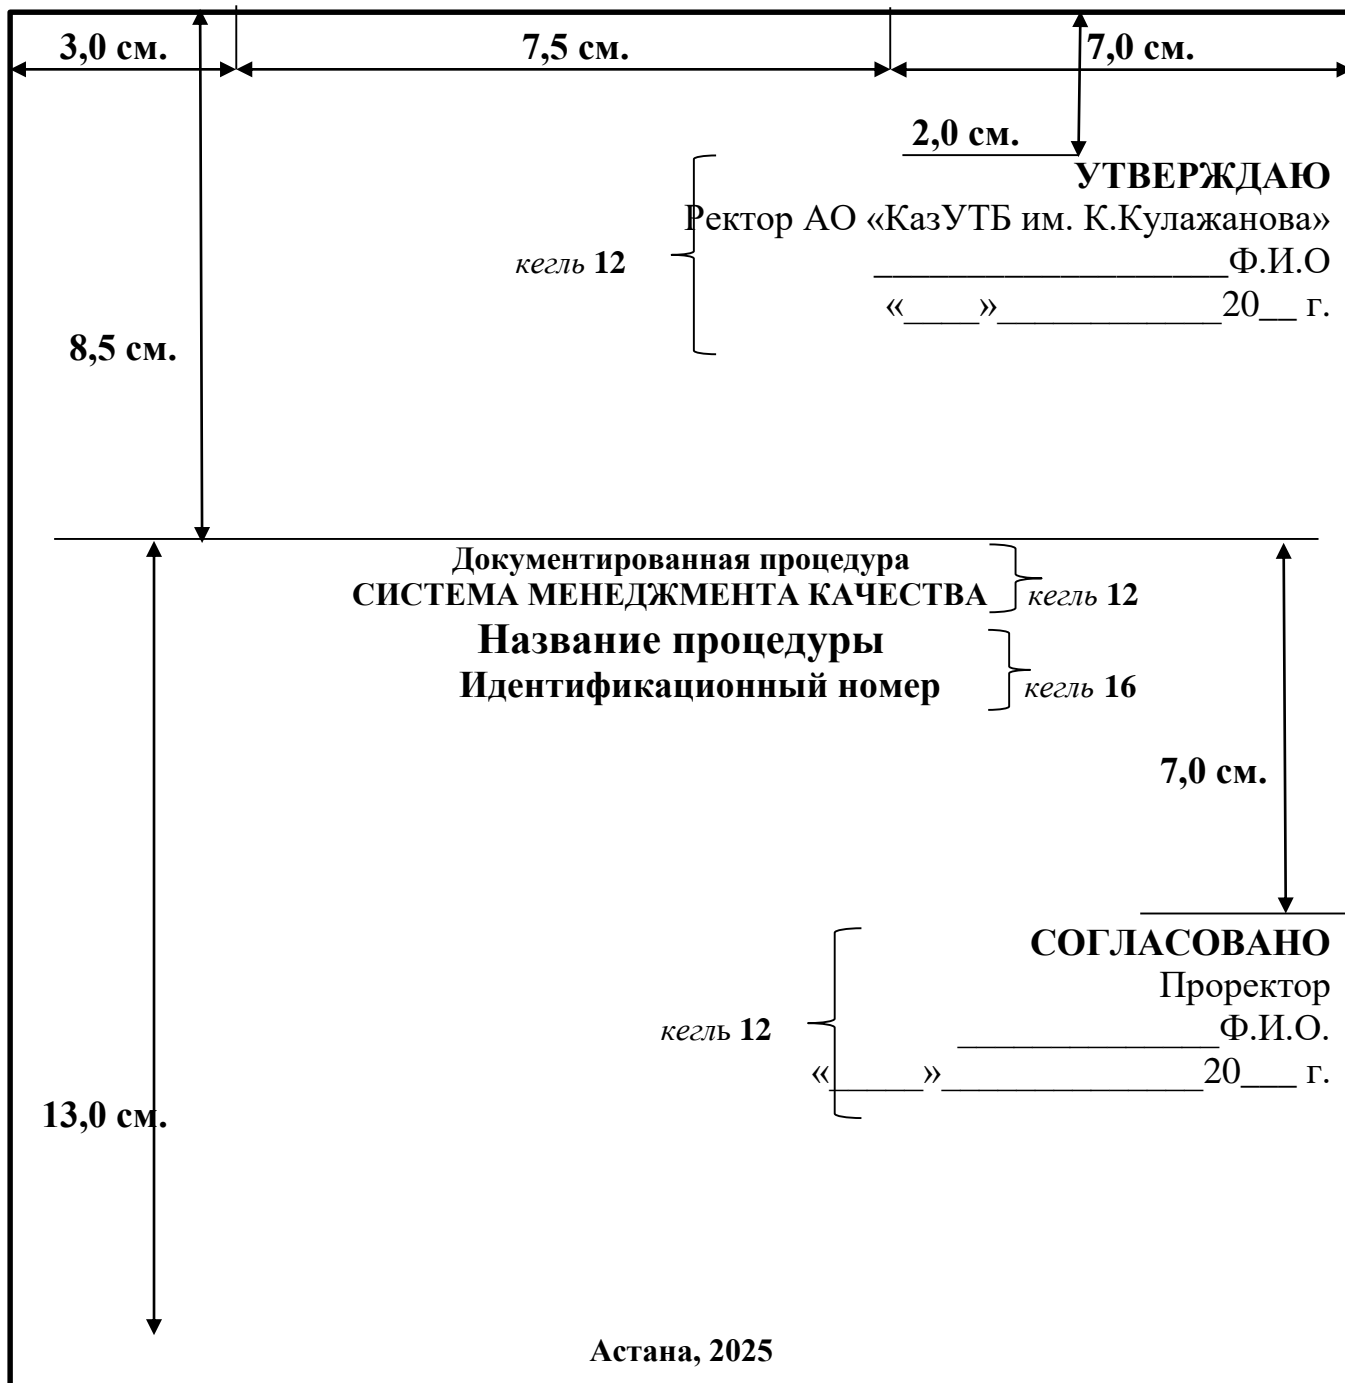 3,0 см. 7,5 см. 7,0 см.
2,0 см.
УТВЕРЖДАЮ
Ректор АО «КазУТБ им. К.Кулажанова»
кегль 12 ___________________Ф.И.О
«____»____________20__ г.
8,5 см.
Документированная процедура
СИСТЕМА МЕНЕДЖМЕНТА КАЧЕСТВА кегль 12
Название процедуры
Идентификационный номер кегль 16
7,0 см.
СОГЛАСОВАНО
Проректор
кегль 12 ______________Ф.И.О.
«_____»______________20___ г.
13,0 см.
Астана, 2025